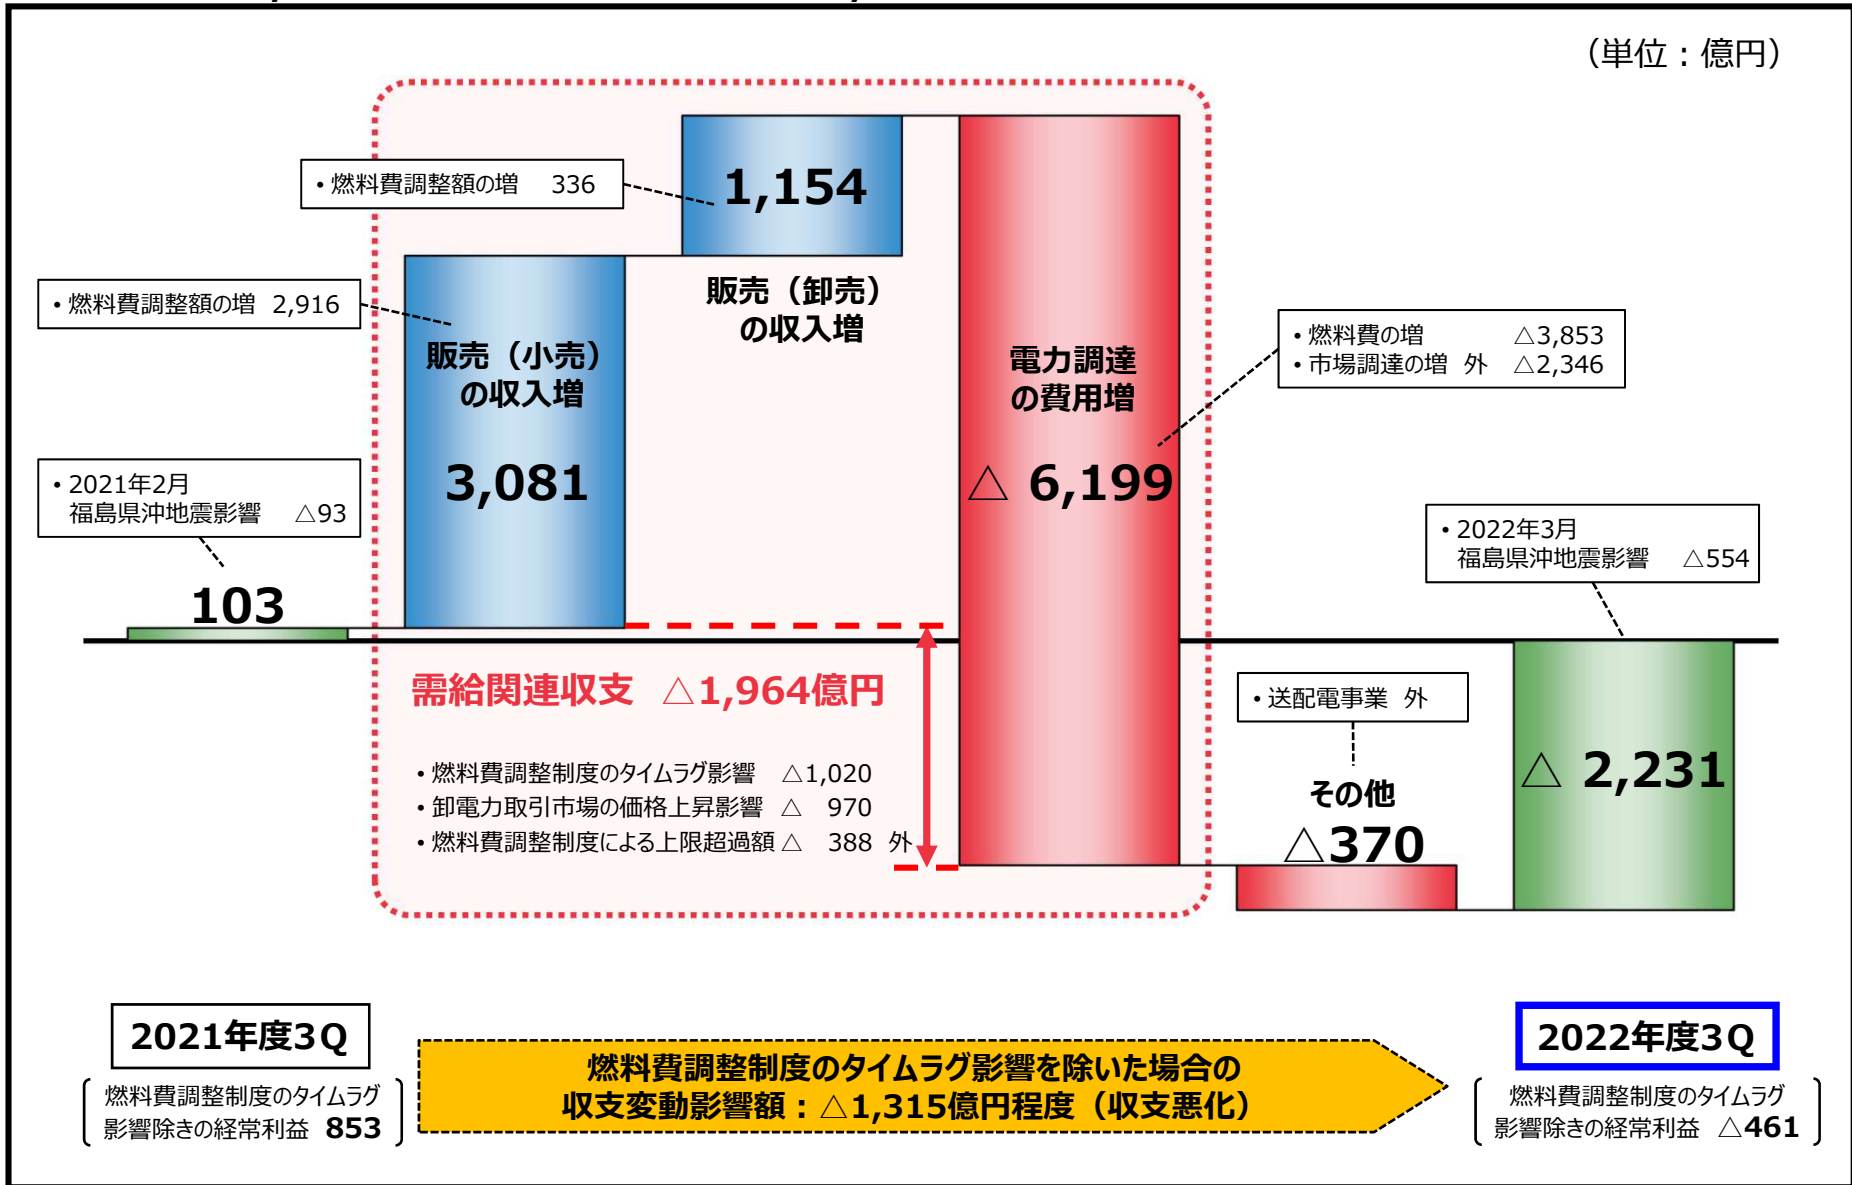 （単位：億円）
・燃料費調整額の増　336
1,154
販売（卸売）
の収入増
・燃料費調整額の増　2,916
販売（小売）
の収入増
3,081
電力調達
の費用増
△ 6,199
・燃料費の増　△3,853
・市場調達の増　外　△2,346
・2021年2月
福島県沖地震影響　△93
103
・2022年3月
福島県沖地震影響　△554
需給関連収支　△1,964億円
・燃料費調整制度のタイムラグ影響　△1,020
・卸電力取引市場の価格上昇影響　△　970
・燃料費調整制度による上限超過額　△　388　外
・送配電事業　外
その他
△370
△ 2,231
2021年度3Q
燃料費調整制度のタイムラグ
影響除きの経常利益　853
燃料費調整制度のタイムラグ影響を除いた場合の
収支変動影響額：△1,315億円程度（収支悪化）
2022年度3Q
燃料費調整制度のタイムラグ
影響除きの経常利益　△461